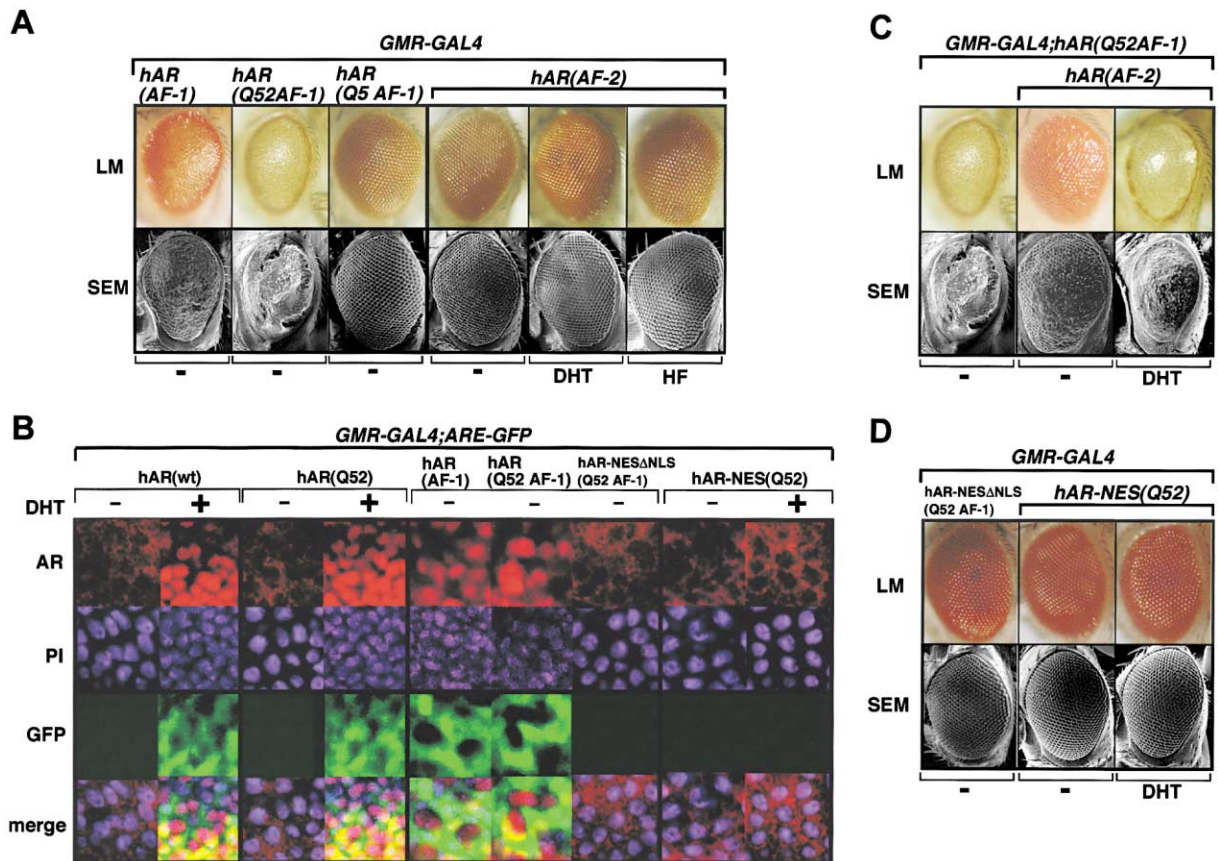 A
GMR-GAL4
hAR (AF-1)
hAR (Q52AF-1)
hAR (Q5 AF-1)
hAR(AF-2)
LM
SEM
- - - - DHT HF
B
GMR-GAL4;ARE-GFP
hAR(wt)
hAR(Q52)
hAR (AF-1)
hAR (Q52 AF-1)
hAR-NESΔNLS (Q52 AF-1)
hAR-NES(Q52)
DHT - + - + - - - - +
AR
PI
GFP
merge
C
GMR-GAL4;hAR(Q52AF-1)
hAR(AF-2)
LM
SEM
- - DHT
D
GMR-GAL4
hAR-NESΔNLS (Q52 AF-1)
hAR-NES(Q52)
LM
SEM
- - DHT